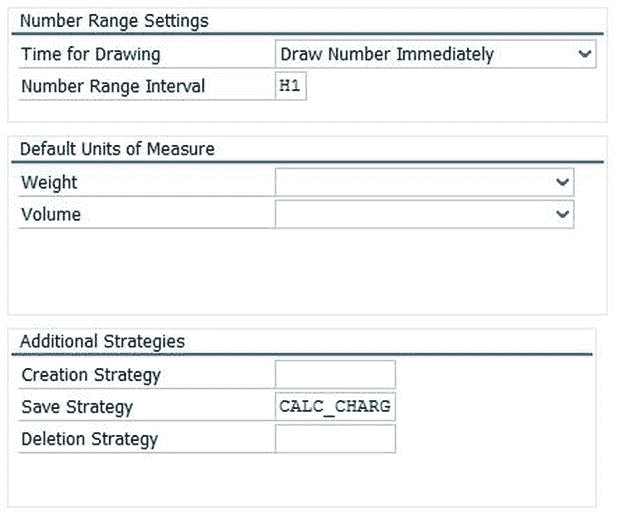 Number Range Settings
Time for Drawing Draw Number Immediately
Number Range Interval H1
Default Units of Measure
Weight
Volume
Additional Strategies
Creation Strategy
Save Strategy CALC_CHARG
Deletion Strategy